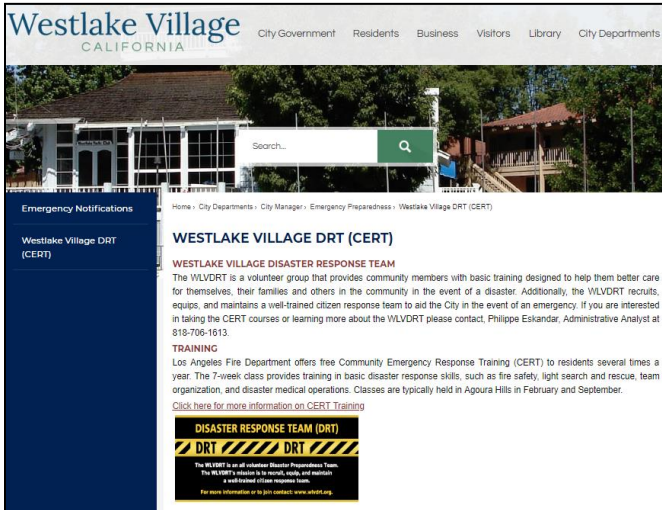 Westlake Village
CALIFORNIA
City Government Residents Business Visitors Library City Departments
Search...
Emergency Notifications
Westlake Village DRT
(CERT)
Home › City Departments › City Manager › Emergency Preparedness › Westlake Village DRT (CERT)
WESTLAKE VILLAGE DRT (CERT)
WESTLAKE VILLAGE DISASTER RESPONSE TEAM
The WLVDRT is a volunteer group that provides community members with basic training designed to help them better care
for themselves, their families and others in the community in the event of a disaster. Additionally, the WLVDRT recruits,
equips, and maintains a well-trained citizen response team to aid the City in the event of an emergency. If you are interested
in taking the CERT courses or learning more about the WLVDRT please contact, Philippe Eskandar, Administrative Analyst at
818-706-1613.
TRAINING
Los Angeles Fire Department offers free Community Emergency Response Training (CERT) to residents several times a
year. The 7-week class provides training in basic disaster response skills, such as fire safety, light search and rescue, team
organization, and disaster medical operations. Classes are typically held in Agoura Hills in February and September.
Click here for more information on CERT Training
DISASTER RESPONSE TEAM (DRT)
DRT DRT
The WLVDRT is an all volunteer Disaster Preparedness Team.
The WLVDRT's mission is to recruit, equip, and maintain
a well-trained citizen response team.
For more information or to join contact: www.wlvdrt.org.